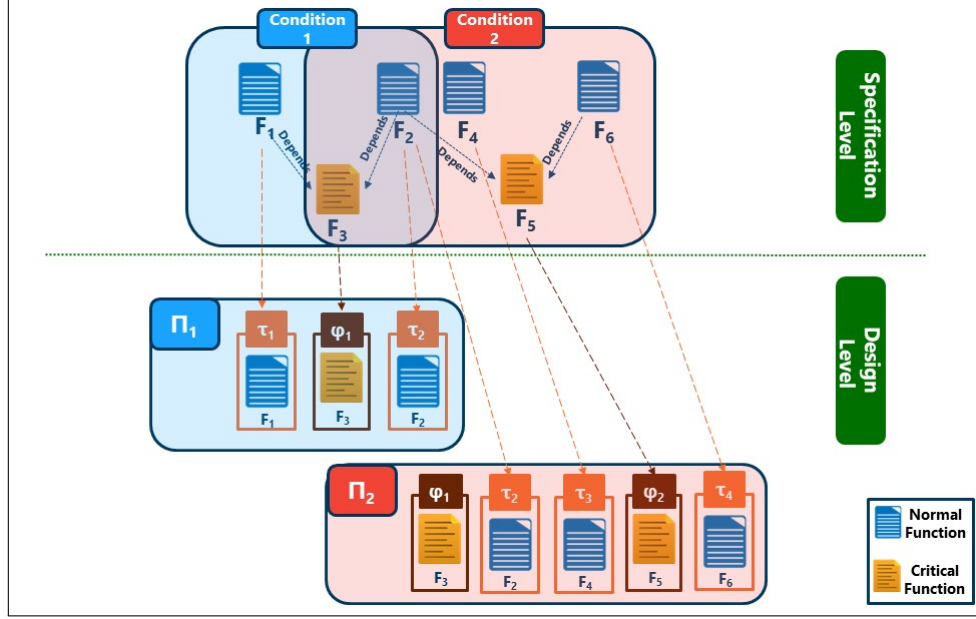 Condition
1
Condition
2
F1
F2
F4
F6
Depends
Depends
Depends
Depends
F3
F5
Specification
Level
Π1
τ1
φ1
τ2
F1
F3
F2
Design
Level
Π2
φ1
τ2
τ3
φ2
τ4
F3
F2
F4
F5
F6
Normal
Function
Critical
Function